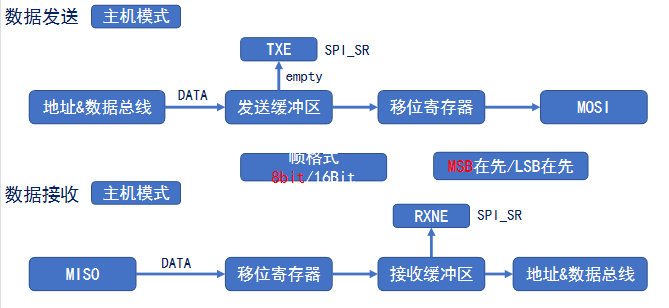 数据发送 主机模式
TXE SPI_SR
empty
地址&数据总线 DATA 发送缓冲区 移位寄存器 MOSI
帧格式
8bit/16Bit
MSB在先/LSB在先
数据接收 主机模式
RXNE SPI_SR
MISO DATA 移位寄存器 接收缓冲区 地址&数据总线